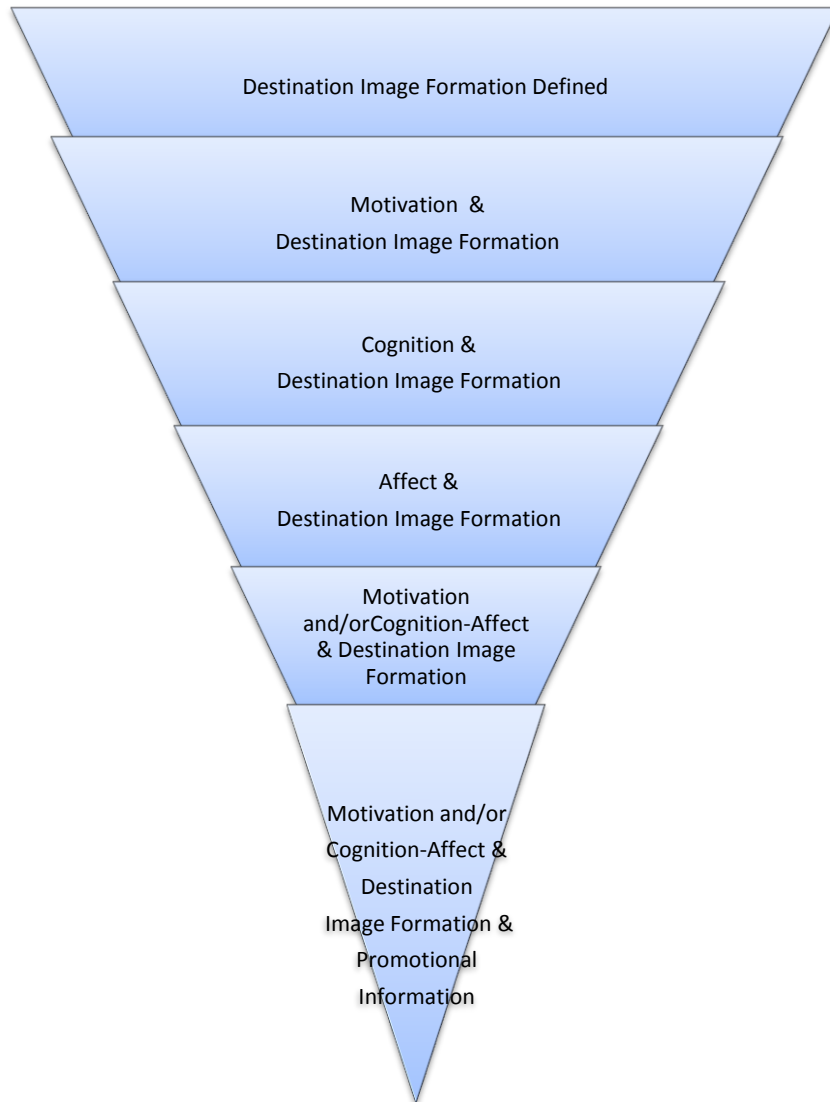 Destination Image Formation Defined
Motivation &
Destination Image Formation
Cognition &
Destination Image Formation
Affect &
Destination Image Formation
Motivation
and/orCognition-Affect
& Destination Image
Formation
Motivation and/or
Cognition-Affect &
Destination
Image Formation &
Promotional
Information